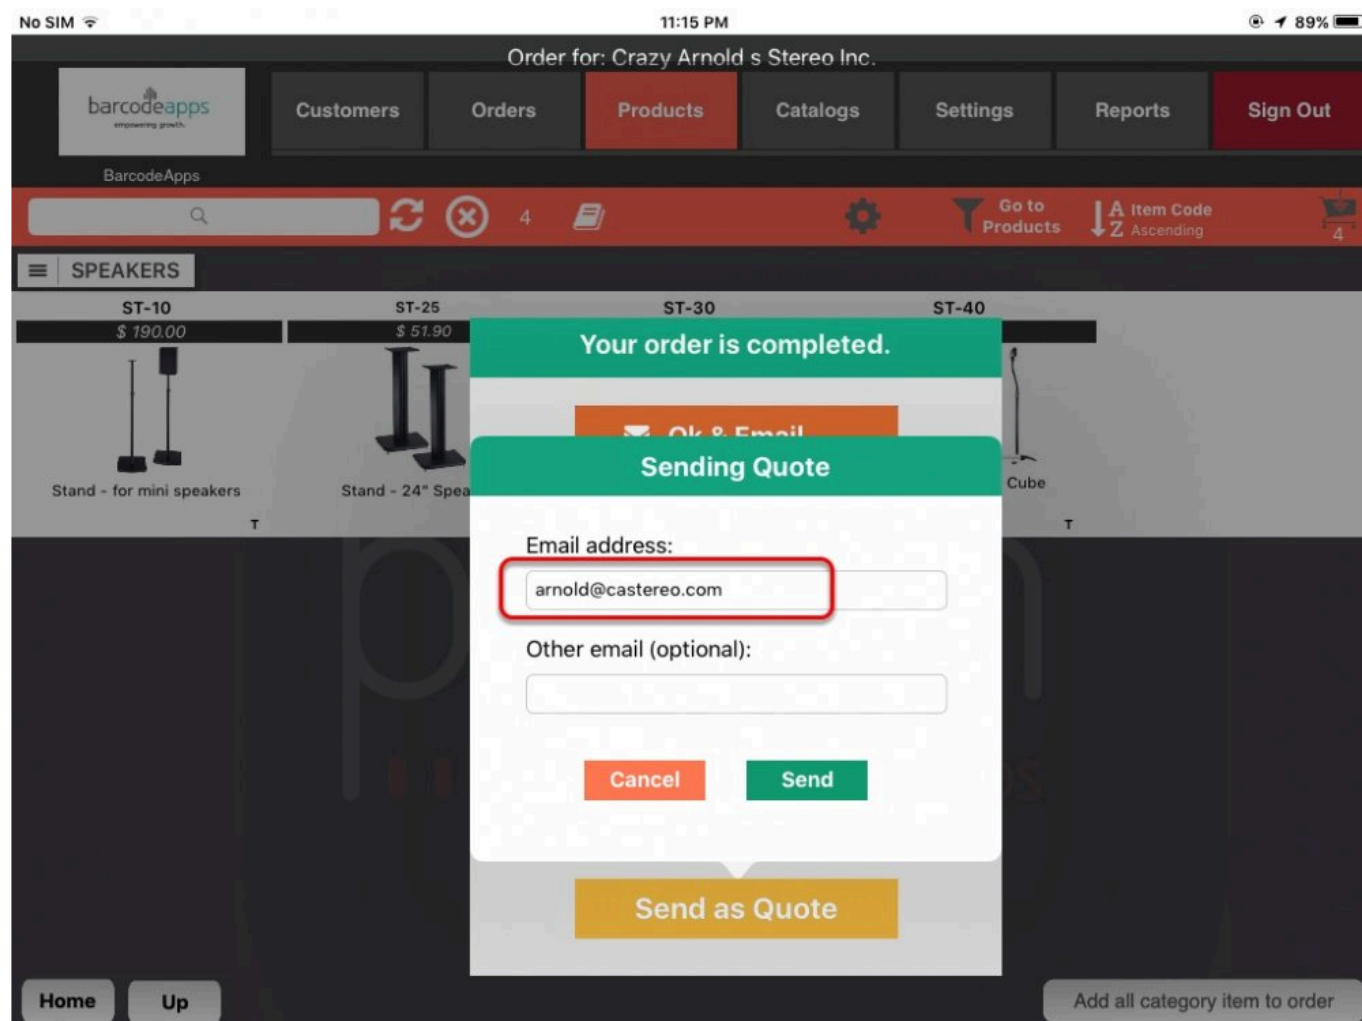 No SIM 11:15 PM 89%
Order for: Crazy Arnold s Stereo Inc.
barcodeapps
empowering growth.
Customers Orders Products Catalogs Settings Reports Sign Out
BarcodeApps
4 Go to Products A Z Item Code Ascending 4
SPEAKERS
ST-10 ST-25 ST-30 ST-40
$ 190.00 $ 51.90
Your order is completed.
Ok & Email
Sending Quote
Stand - for mini speakers Stand - 24" Spea Cube
T T
Email address:
arnold@castereo.com
Other email (optional):
Cancel Send
Send as Quote
Home Up Add all category item to order